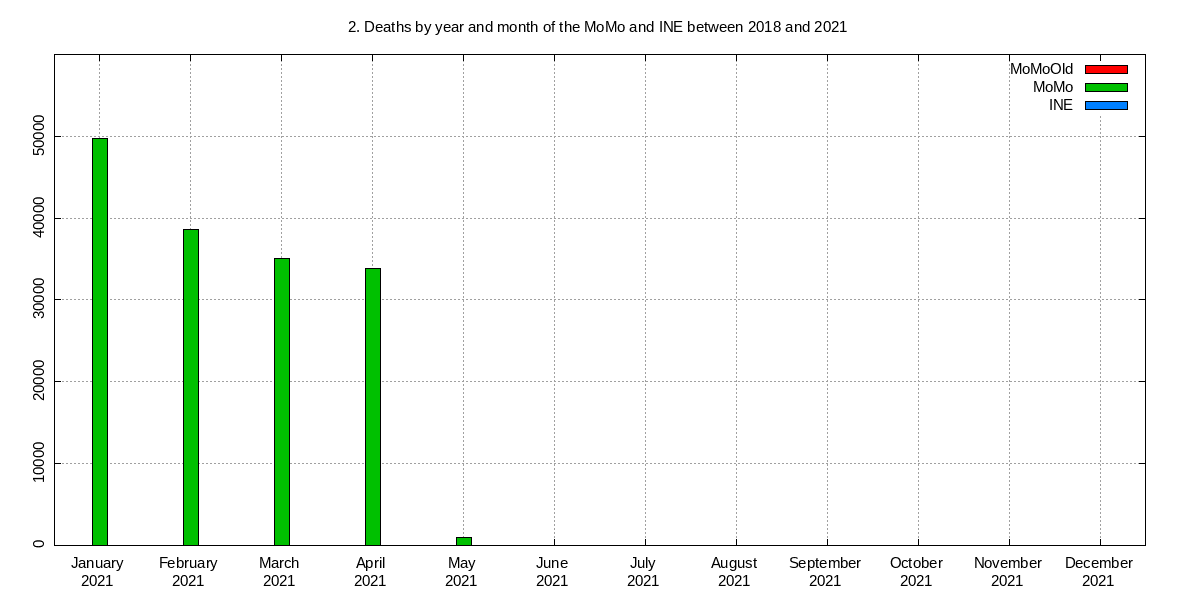 2. Deaths by year and month of the MoMo and INE between 2018 and 2021
MoMoOld
MoMo
INE
50000
40000
30000
20000
10000
0
January February March April May June July August September October November December
2021 2021 2021 2021 2021 2021 2021 2021 2021 2021 2021 2021